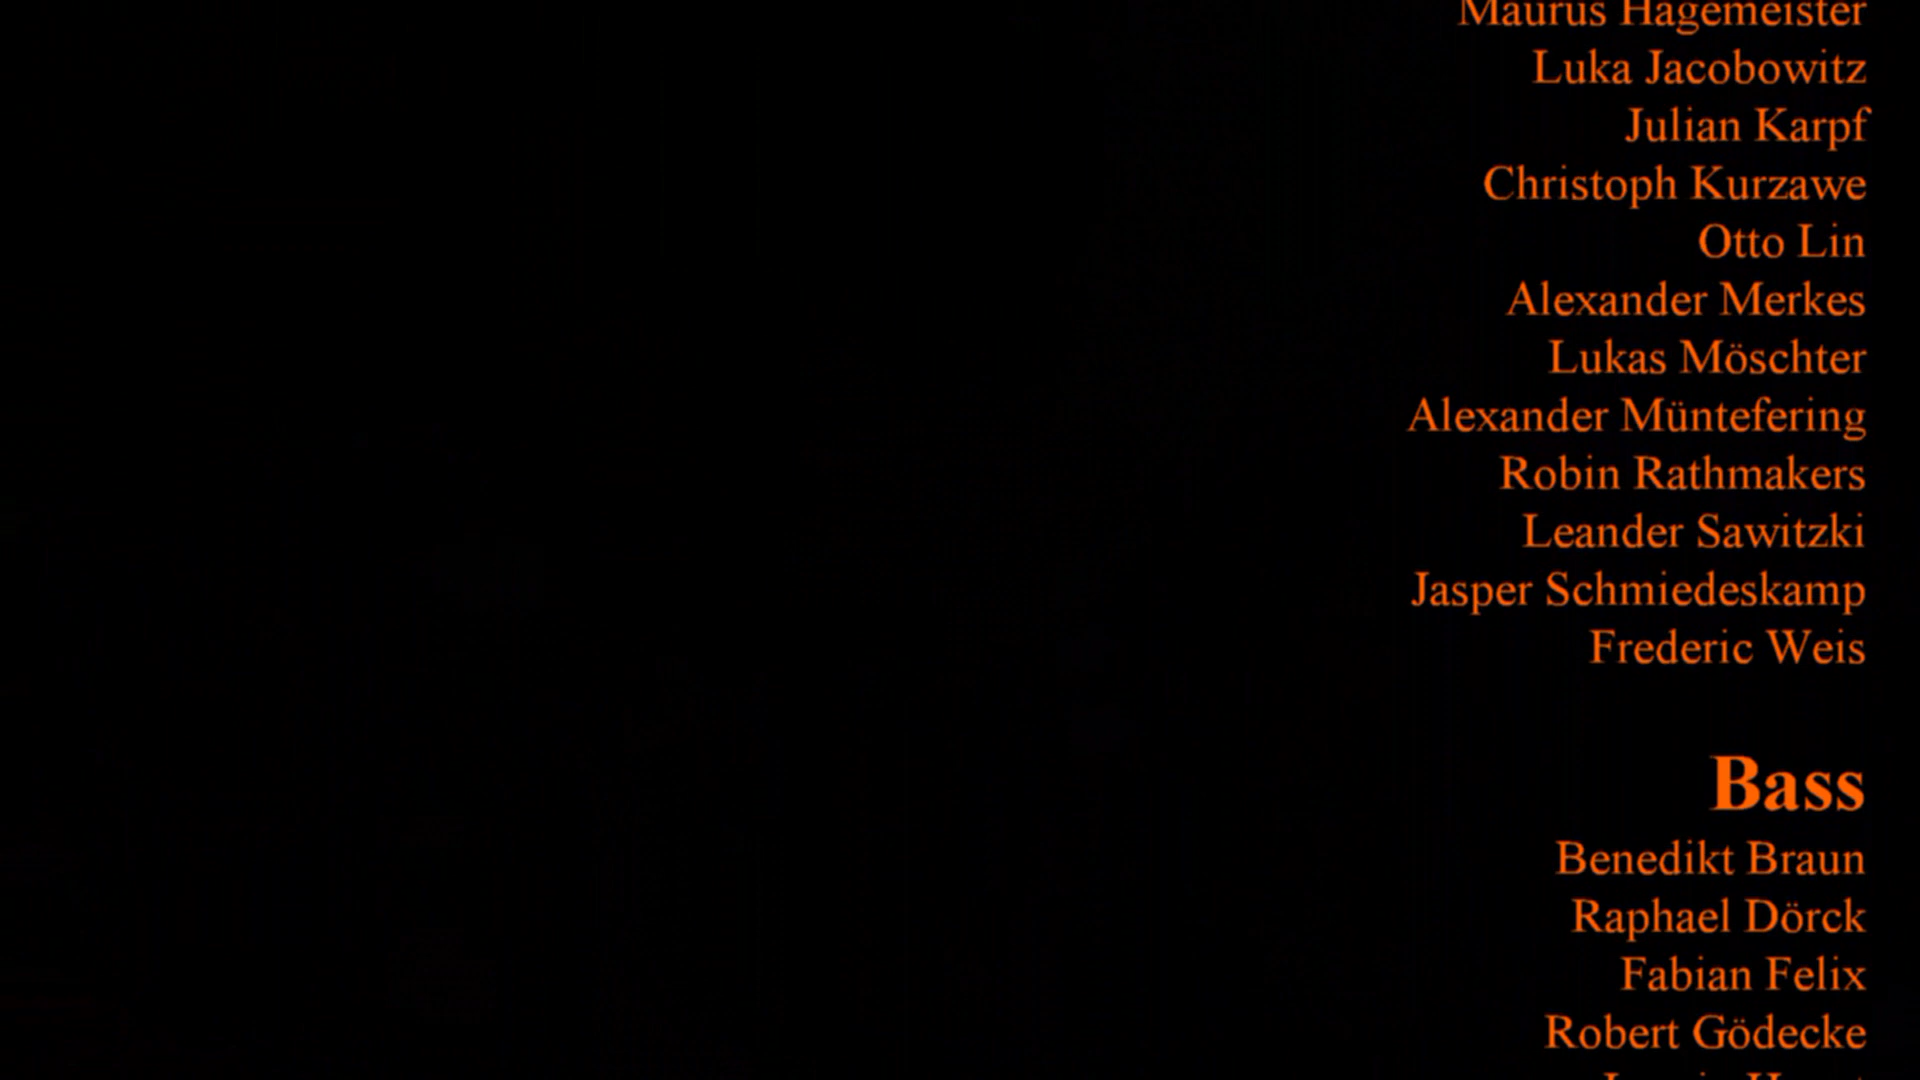 Maurus Hagemeister
Luka Jacobowitz
Julian Karpf
Christoph Kurzawe
Otto Lin
Alexander Merkes
Lukas Möschter
Alexander Müntefering
Robin Rathmakers
Leander Sawitzki
Jasper Schmiedeskamp
Frederic Weis
Bass
Benedikt Braun
Raphael Dörck
Fabian Felix
Robert Gödecke